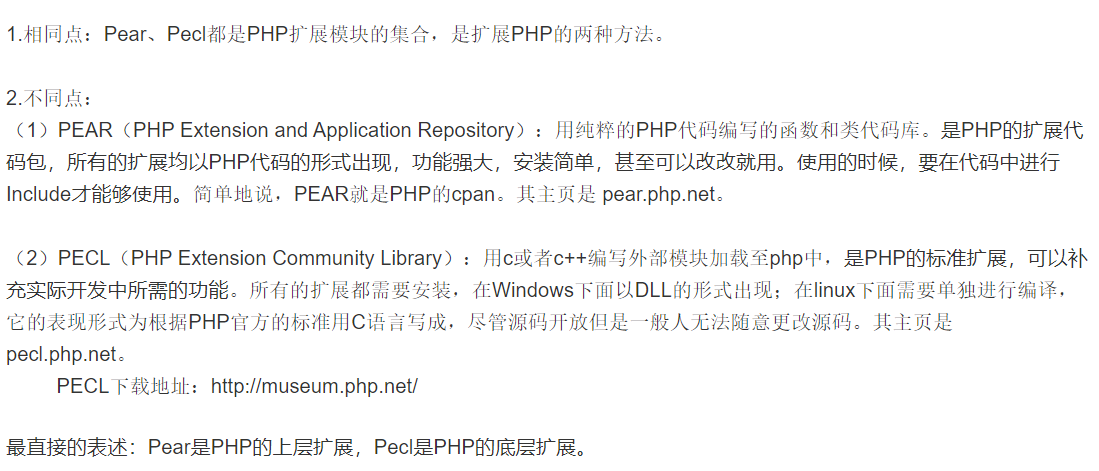 1.相同点：Pear、Pecl都是PHP扩展模块的集合，是扩展PHP的两种方法。
2.不同点：
（1）PEAR（PHP Extension and Application Repository）：用纯粹的PHP代码编写的函数和类代码库。是PHP的扩展代
码包，所有的扩展均以PHP代码的形式出现，功能强大，安装简单，甚至可以改改就用。使用的时候，要在代码中进行
Include才能够使用。简单地说，PEAR就是PHP的cpan。其主页是 pear.php.net。
（2）PECL（PHP Extension Community Library）：用c或者c++编写外部模块加载至php中，是PHP的标准扩展，可以补
充实际开发中所需的功能。所有的扩展都需要安装，在Windows下面以DLL的形式出现；在linux下面需要单独进行编译，
它的表现形式为根据PHP官方的标准用C语言写成，尽管源码开放但是一般人无法随意更改源码。其主页是
pecl.php.net。
PECL下载地址：http://museum.php.net/
最直接的表述：Pear是PHP的上层扩展，Pecl是PHP的底层扩展。